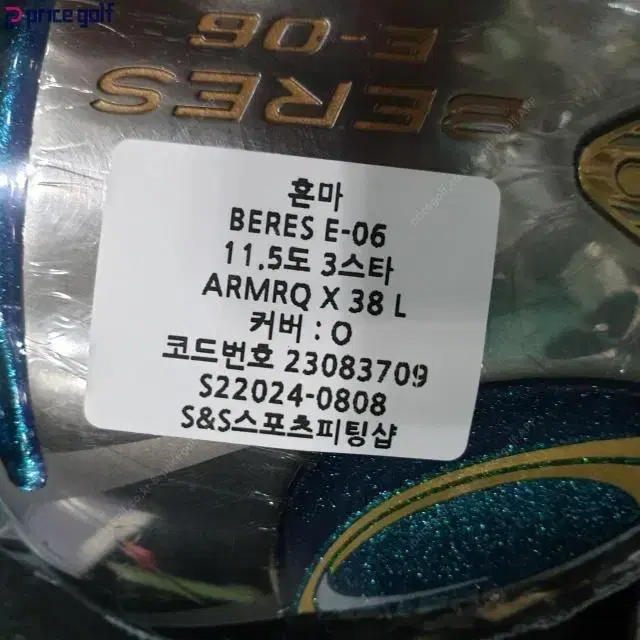 price golf
E-06
BERES
혼마
BERES E-06
11.5도 3스타
ARMRQ X 38 L
커버 : O
코드번호 23083709
S22024-0808
S&S스포츠피팅샵